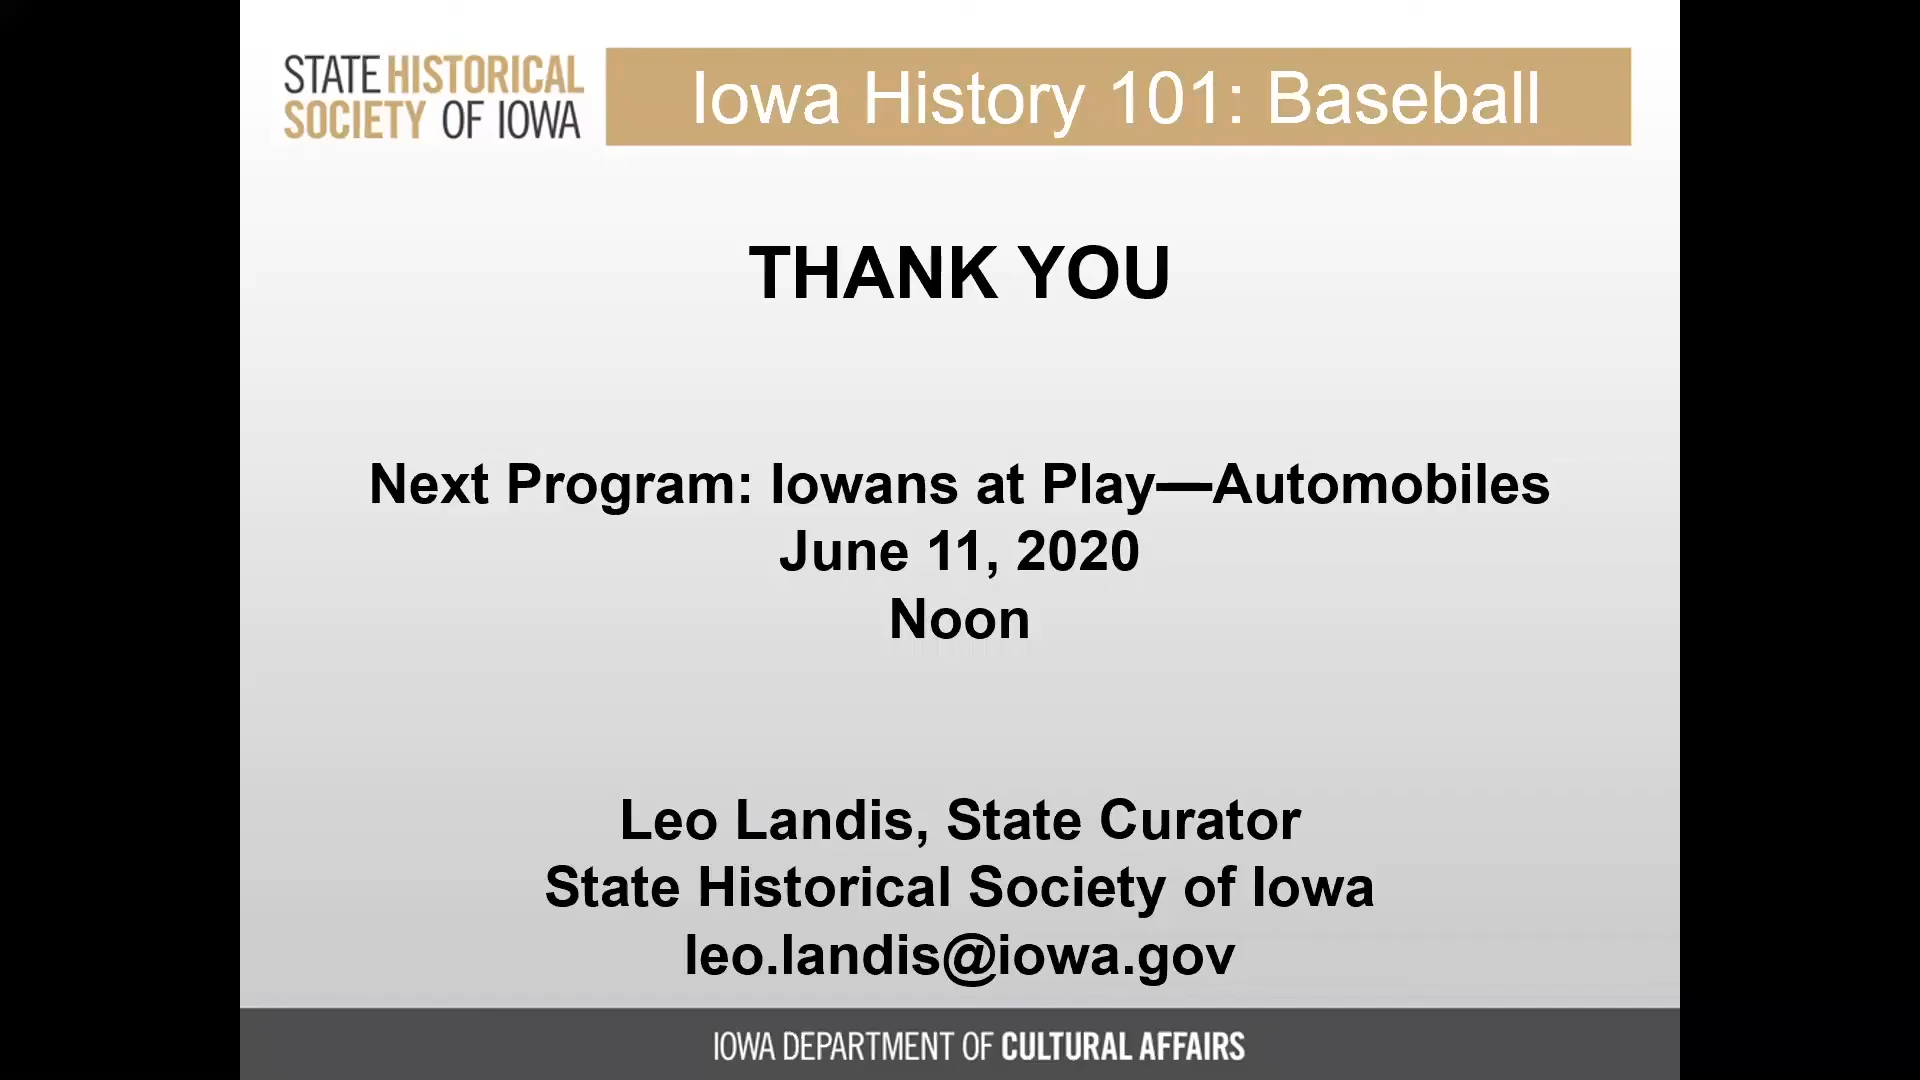 STATE HISTORICAL
SOCIETY OF IOWA
Iowa History 101: Baseball
THANK YOU
Next Program: Iowans at Play—Automobiles
June 11, 2020
Noon
Leo Landis, State Curator
State Historical Society of Iowa
leo.landis@iowa.gov
IOWA DEPARTMENT OF CULTURAL AFFAIRS